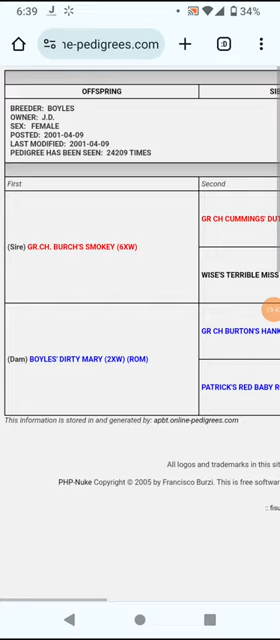 6:39
34%
ne-pedigrees.com
:D
OFFSPRING
BREEDER: BOYLES
OWNER: J.D.
SEX: FEMALE
POSTED: 2001-04-09
LAST MODIFIED: 2001-04-09
PEDIGREE HAS BEEN SEEN: 24209 TIMES
First
Second
GR CH CUMMINGS' DU
(Sire) GR.CH. BURCH'S SMOKEY (6XW)
WISE'S TERRIBLE MISS
GR CH BURTON'S HANK
(Dam) BOYLES' DIRTY MARY (2XW) (ROM)
PATRICK'S RED BABY R
This information is stored in and generated by: apbt.online-pedigrees.com
All logos and trademarks in this sit
PHP-Nuke Copyright © 2005 by Francisco Burzi. This is free softwar
:: fisu